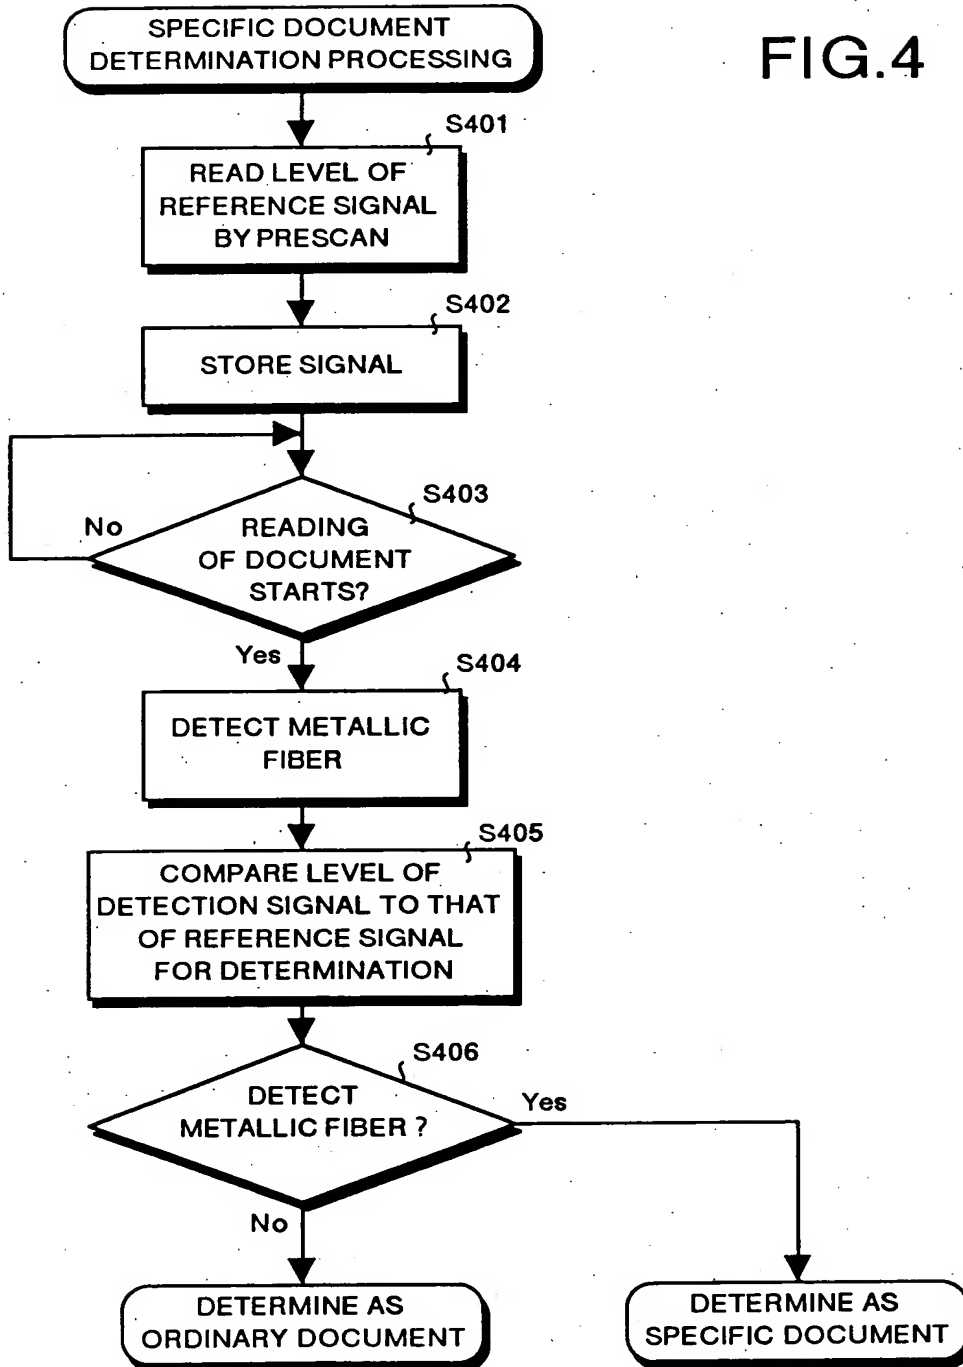 SPECIFIC DOCUMENT
DETERMINATION PROCESSING
FIG.4
S401
READ LEVEL OF
REFERENCE SIGNAL
BY PRESCAN
S402
STORE SIGNAL
S403
No
READING
OF DOCUMENT
STARTS?
Yes
S404
DETECT METALLIC
FIBER
S405
COMPARE LEVEL OF
DETECTION SIGNAL TO THAT
OF REFERENCE SIGNAL
FOR DETERMINATION
S406
DETECT
METALLIC FIBER ?
Yes
No
DETERMINE AS
ORDINARY DOCUMENT
DETERMINE AS
SPECIFIC DOCUMENT